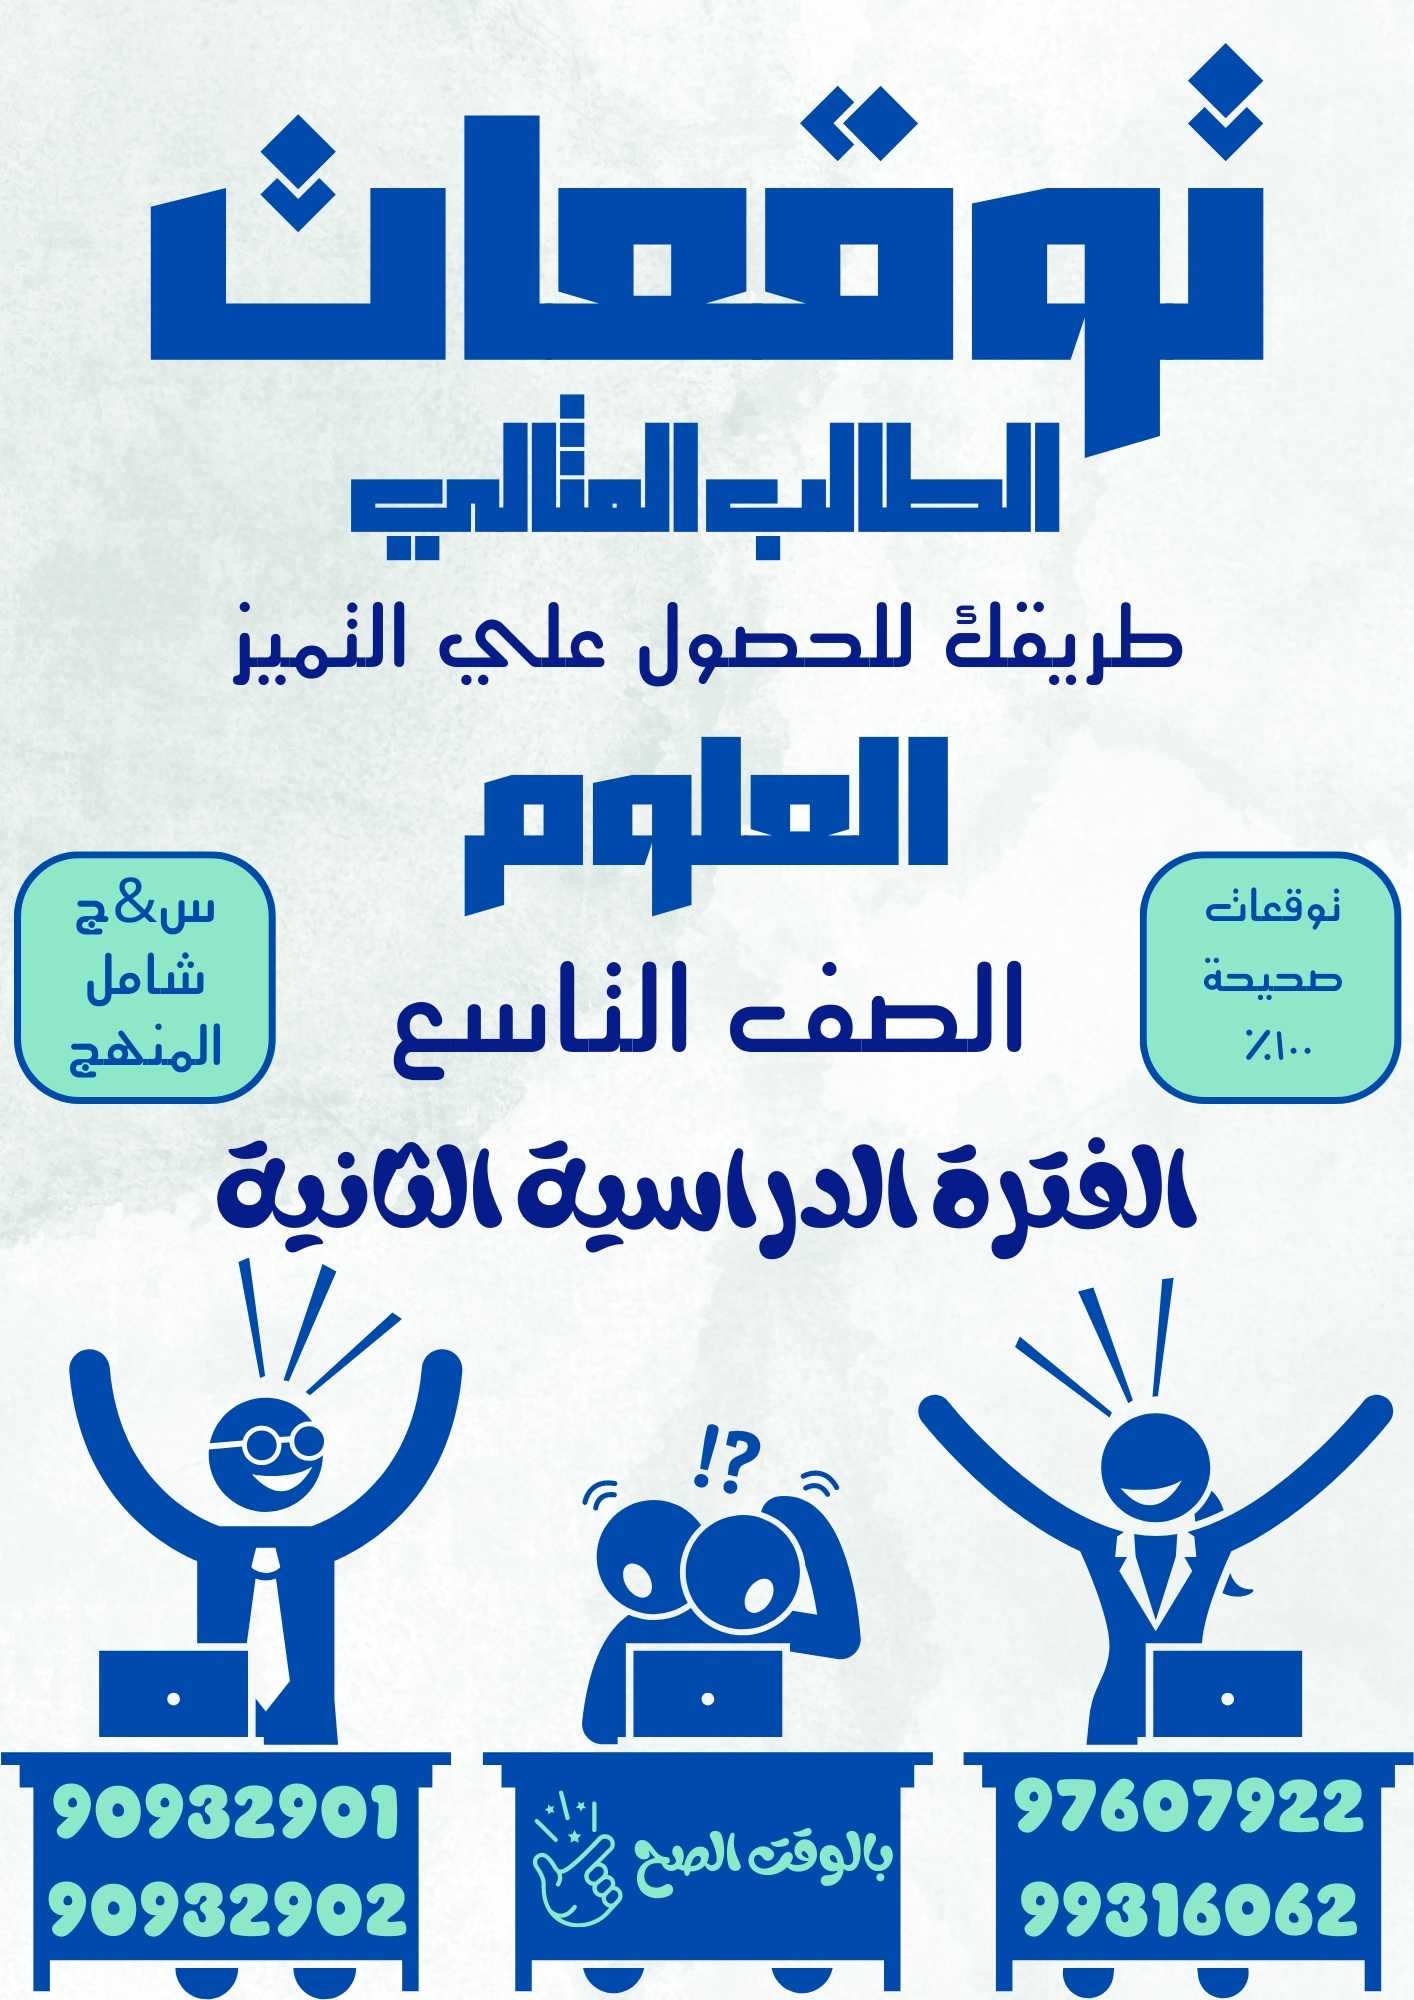 توقعات
الطالب المثالي
طريقك للحصول علي التميز
العلوم
توقعات
صحيحة
١٠٠٪
س&ج
شامل
المنهج
الصف التاسع
الفترة الدراسية الثانية
!?
97607922
99316062
بالوقت الصح
90932901
90932902